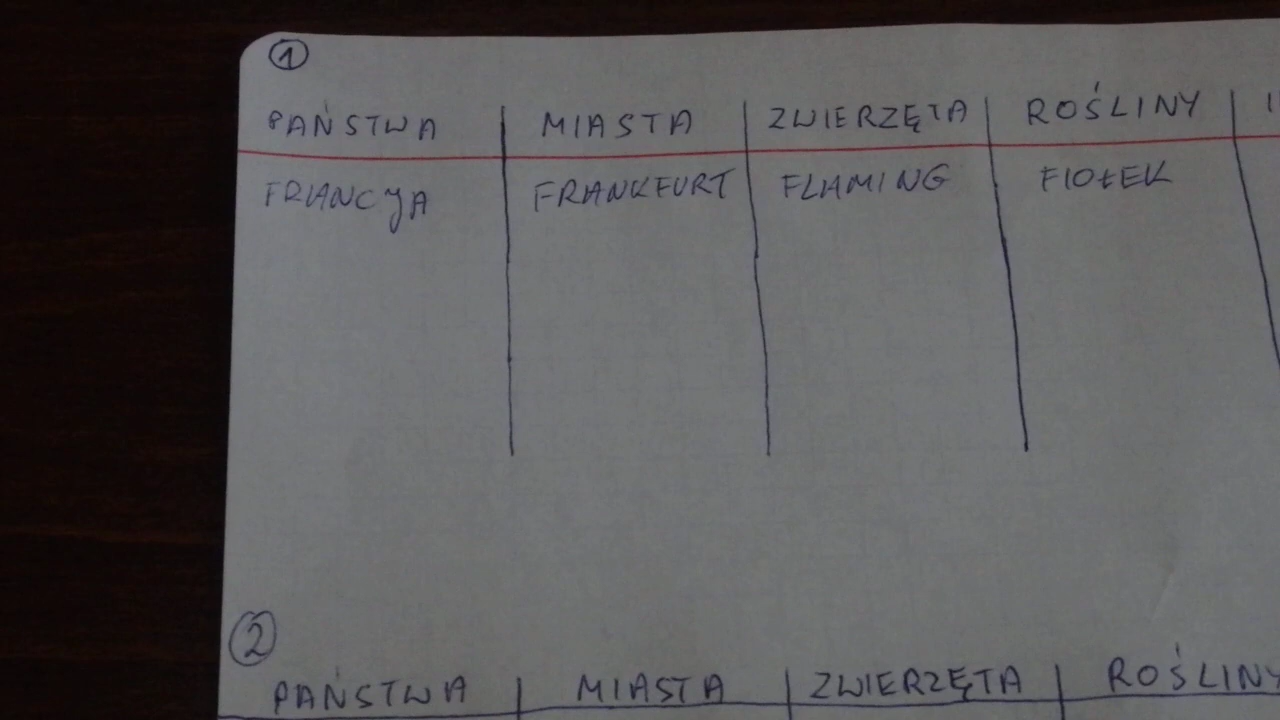 1
PAŃSTWA MIASTA ZWIERZĘTA ROŚLINY
FRANCJA FRANKFURT FLAMING FIOŁEK
2
PAŃSTWA MIASTA ZWIERZĘTA ROŚLINY